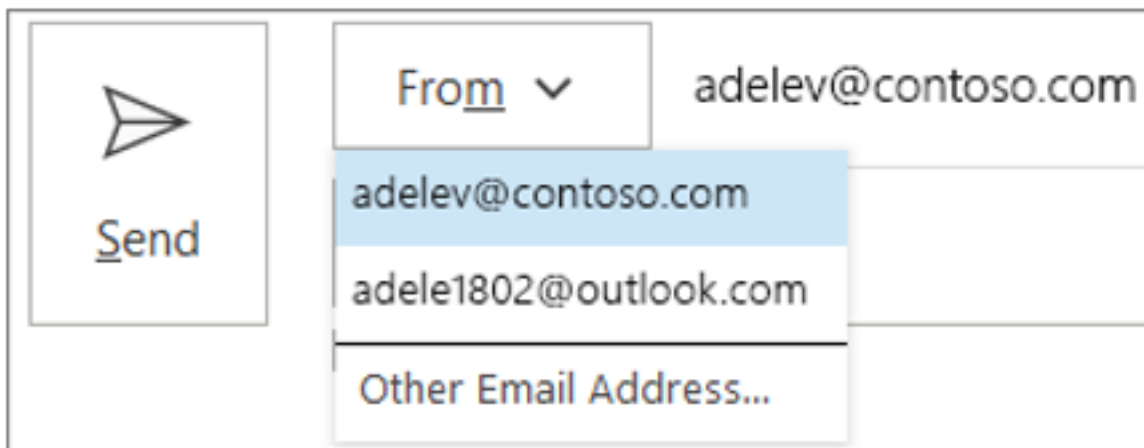 From adelev@contoso.com
adelev@contoso.com
Send
adele1802@outlook.com
Other Email Address...